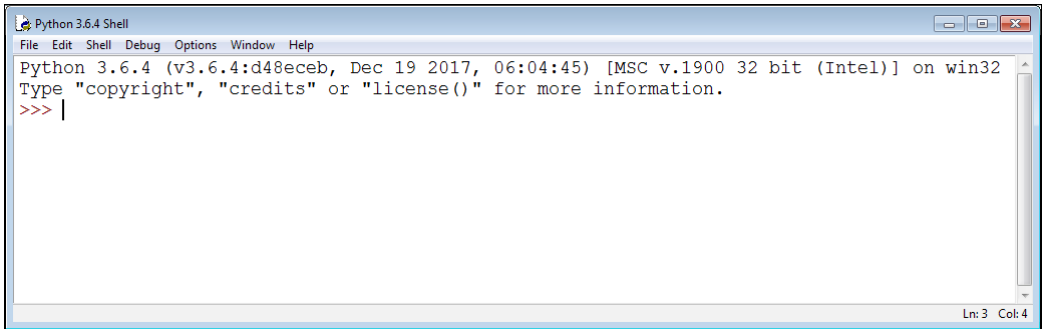 Python 3.6.4 Shell
File Edit Shell Debug Options Window Help
Python 3.6.4 (v3.6.4:d48eceb, Dec 19 2017, 06:04:45) [MSC v.1900 32 bit (Intel)] on win32
Type "copyright", "credits" or "license()" for more information.
>>>
Ln: 3 Col: 4